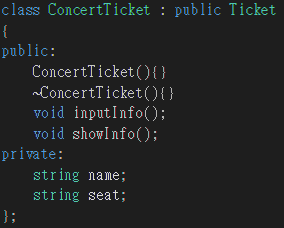 class ConcertTicket : public Ticket
{
public:
    ConcertTicket(){}
    ~ConcertTicket(){}
    void inputInfo();
    void showInfo();
private:
    string name;
    string seat;
};